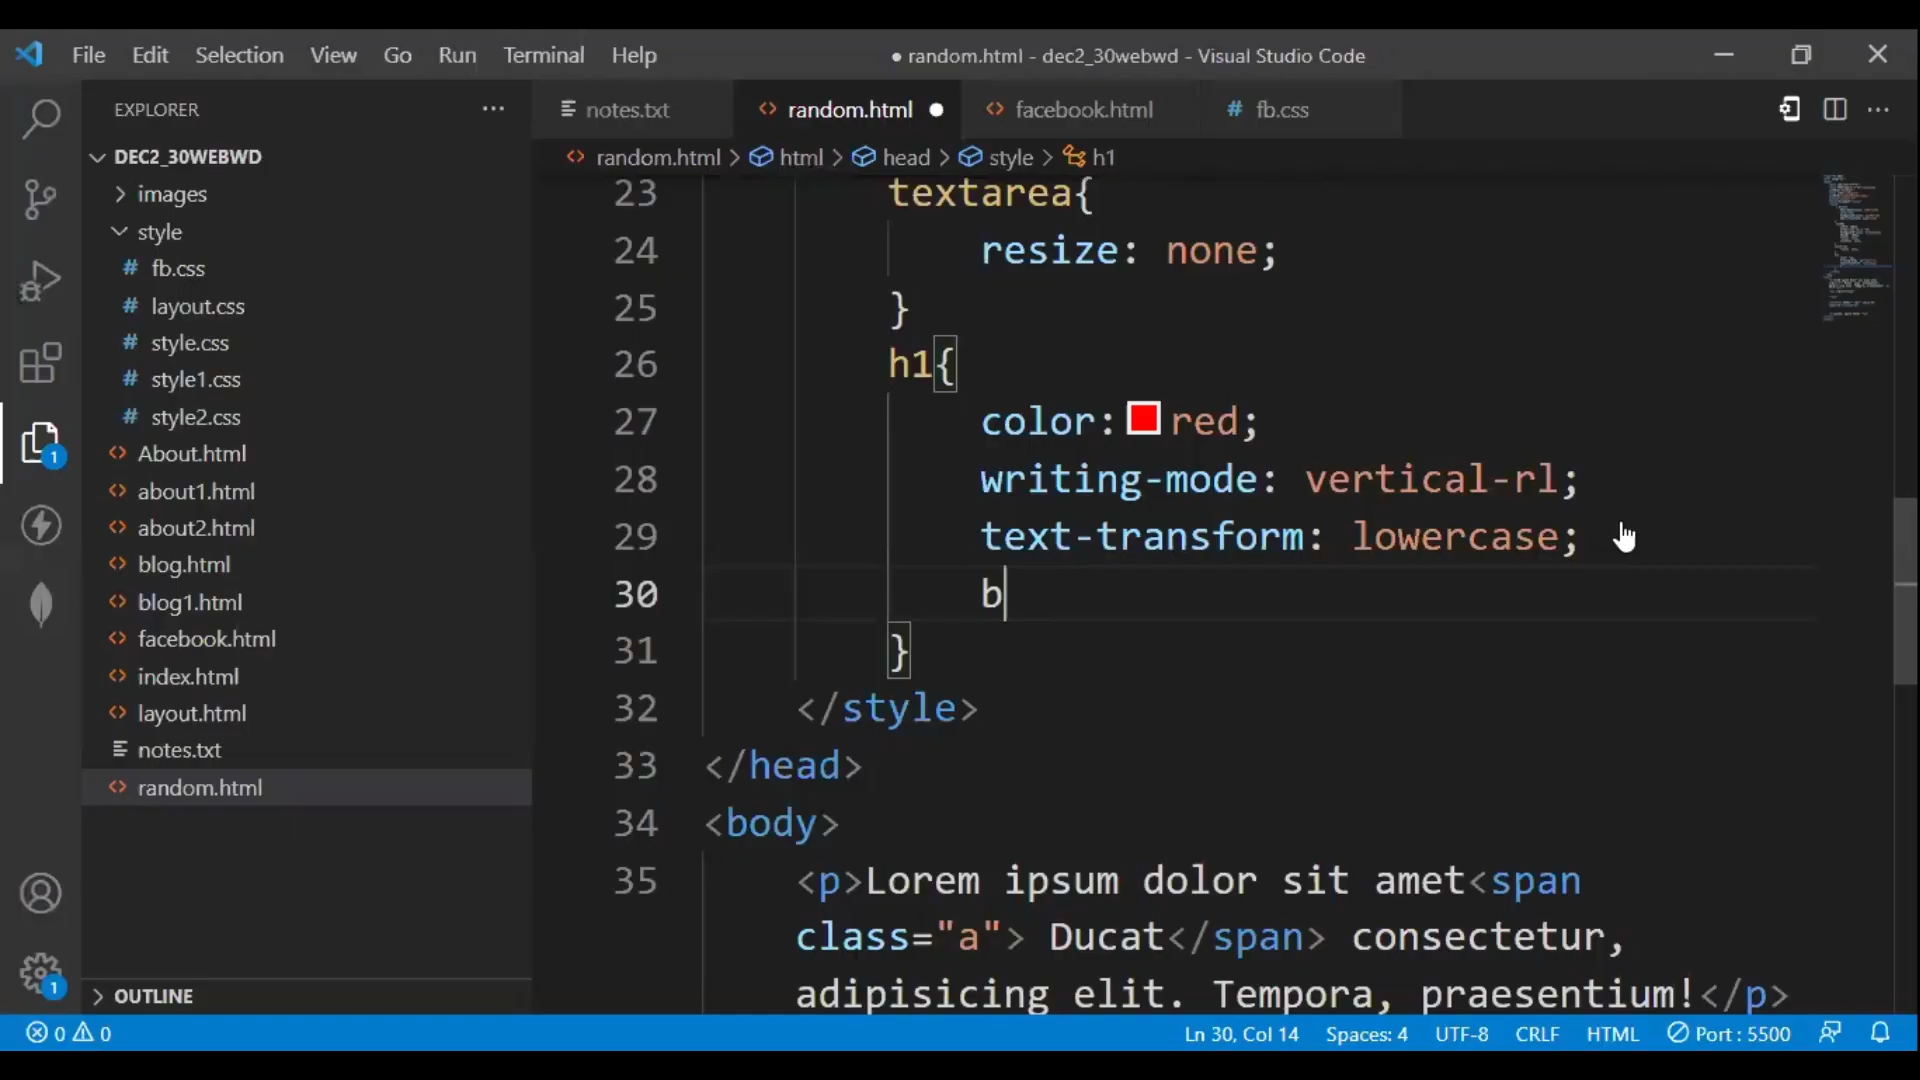 File Edit Selection View Go Run Terminal Help
● random.html - dec2_30webwd - Visual Studio Code
EXPLORER
notes.txt random.html facebook.html # fb.css
random.html > html > head > style > h1
DEC2_30WEBWD
images
style
# fb.css
# layout.css
# style.css
# style1.css
# style2.css
About.html
about1.html
about2.html
blog.html
blog1.html
facebook.html
index.html
layout.html
notes.txt
random.html
OUTLINE
1
1
23 textarea{
24 resize: none;
25 }
26 h1{
27 color: red;
28 writing-mode: vertical-rl;
29 text-transform: lowercase;
30 b
31 }
32 </style>
33 </head>
34 <body>
35 <p>Lorem ipsum dolor sit amet<span
class="a"> Ducat</span> consectetur,
adipisicing elit. Tempora, praesentium!</p>
0 0 Ln 30, Col 14 Spaces: 4 UTF-8 CRLF HTML Port : 5500